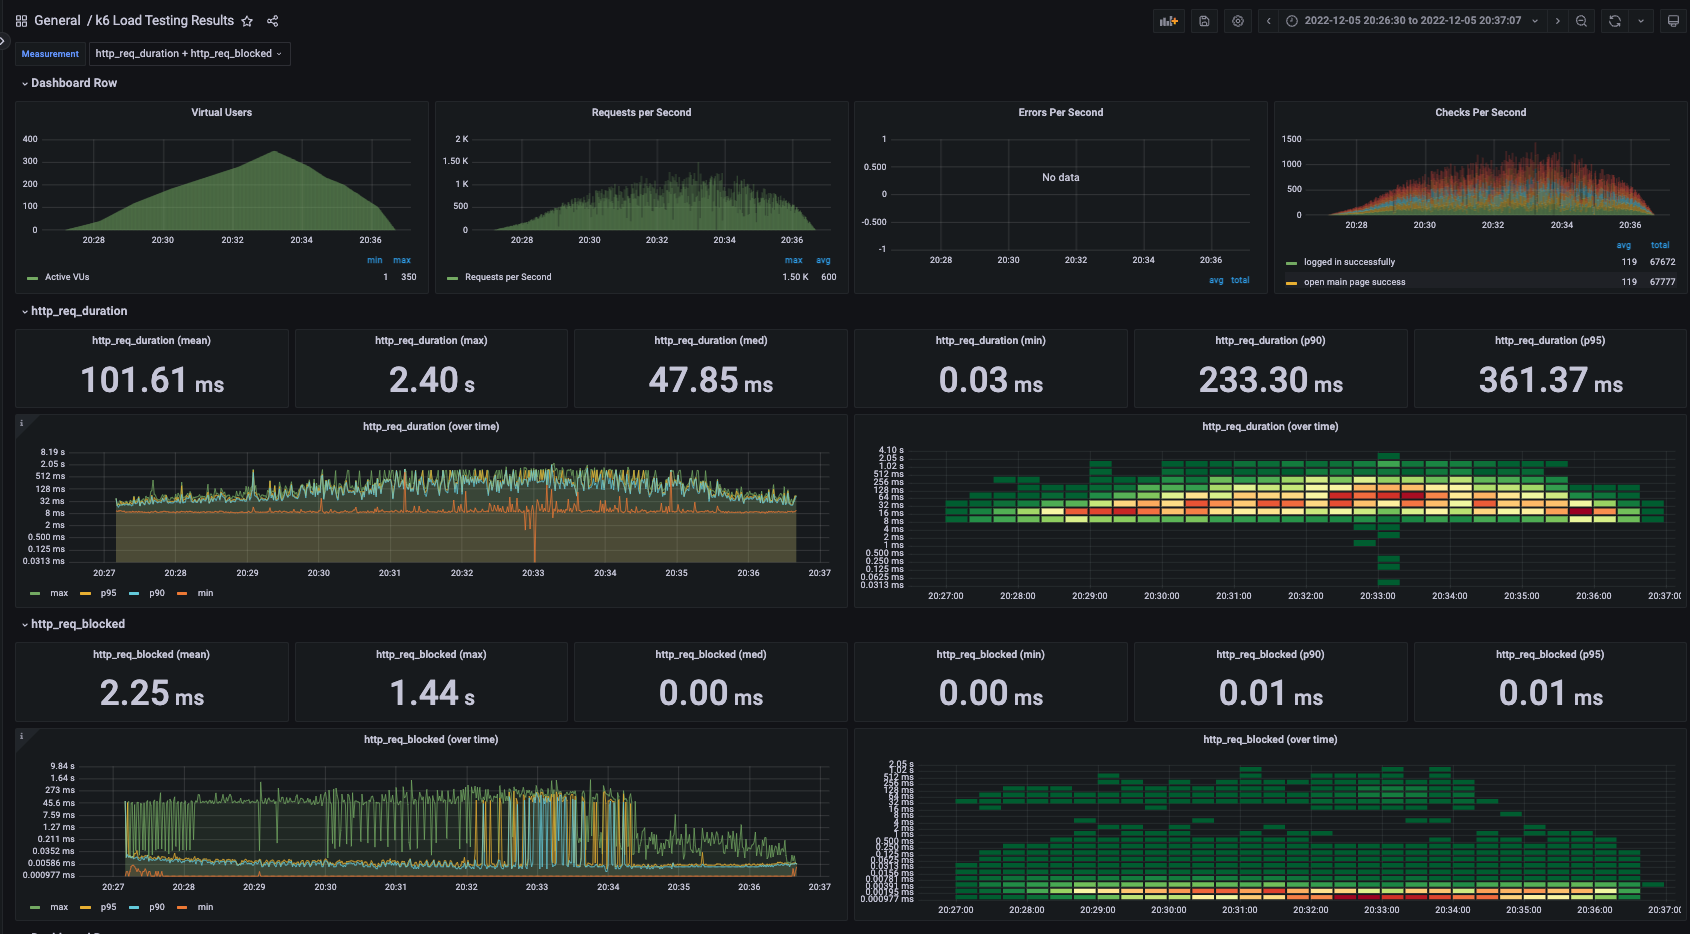 General / k6 Load Testing Results
2022-12-05 20:26:30 to 2022-12-05 20:37:07
Measurement http_req_duration + http_req_blocked
Dashboard Row
Virtual Users
400
300
200
100
0
20:28 20:30 20:32 20:34 20:36
min max
Active VUs 1 350
Requests per Second
2 K
1.50 K
1 K
500
0
20:28 20:30 20:32 20:34 20:36
max avg
Requests per Second 1.50 K 600
Errors Per Second
1
0.500
0
-0.500
-1
No data
20:28 20:30 20:32 20:34 20:36
avg total
Checks Per Second
1500
1000
500
0
20:28 20:30 20:32 20:34 20:36
avg total
logged in successfully 119 67672
open main page success 119 67777
http_req_duration
http_req_duration (mean)
101.61 ms
http_req_duration (max)
2.40 s
http_req_duration (med)
47.85 ms
http_req_duration (min)
0.03 ms
http_req_duration (p90)
233.30 ms
http_req_duration (p95)
361.37 ms
http_req_duration (over time)
8.19 s
2.05 s
512 ms
128 ms
32 ms
8 ms
2 ms
0.500 ms
0.125 ms
0.0313 ms
20:27 20:28 20:29 20:30 20:31 20:32 20:33 20:34 20:35 20:36 20:37
max p95 p90 min
http_req_duration (over time)
4.10 s
2.05 s
1.02 s
512 ms
256 ms
128 ms
64 ms
32 ms
16 ms
8 ms
4 ms
2 ms
1 ms
0.500 ms
0.250 ms
0.125 ms
0.0625 ms
0.0313 ms
20:27:00 20:28:00 20:29:00 20:30:00 20:31:00 20:32:00 20:33:00 20:34:00 20:35:00 20:36:00 20:37:0
http_req_blocked
http_req_blocked (mean)
2.25 ms
http_req_blocked (max)
1.44 s
http_req_blocked (med)
0.00 ms
http_req_blocked (min)
0.00 ms
http_req_blocked (p90)
0.01 ms
http_req_blocked (p95)
0.01 ms
http_req_blocked (over time)
9.84 s
1.64 s
273 ms
45.6 ms
7.59 ms
1.27 ms
0.211 ms
0.0352 ms
0.00586 ms
0.000977 ms
20:27 20:28 20:29 20:30 20:31 20:32 20:33 20:34 20:35 20:36 20:37
max p95 p90 min
http_req_blocked (over time)
2.05 s
1.02 s
512 ms
256 ms
128 ms
64 ms
32 ms
16 ms
8 ms
4 ms
2 ms
1 ms
0.500 ms
0.250 ms
0.125 ms
0.0625 ms
0.0313 ms
0.0156 ms
0.00781 ms
0.00391 ms
0.00195 ms
0.000977 ms
20:27:00 20:28:00 20:29:00 20:30:00 20:31:00 20:32:00 20:33:00 20:34:00 20:35:00 20:36:00 20:37:0